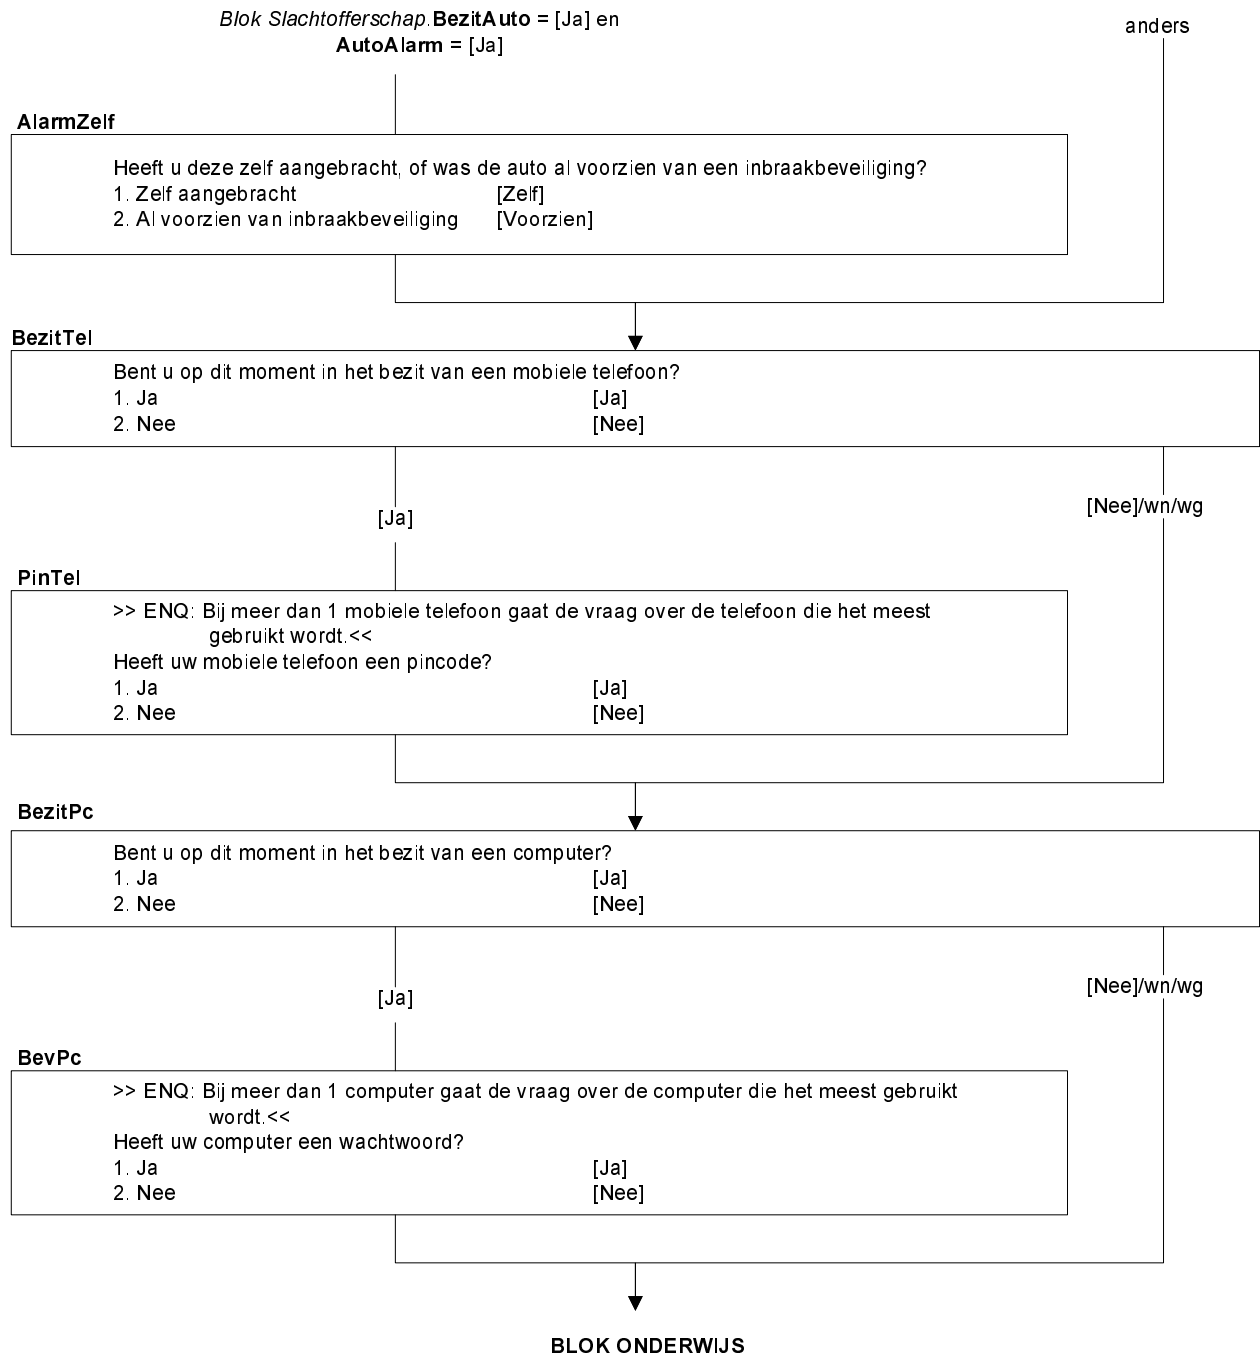 Blok Slachtofferschap.BezitAuto = [Ja] en
AutoAlarm = [Ja]
anders
AlarmZelf
Heeft u deze zelf aangebracht, of was de auto al voorzien van een inbraakbeveiliging?
1. Zelf aangebracht [Zelf]
2. Al voorzien van inbraakbeveiliging [Voorzien]
BezitTel
Bent u op dit moment in het bezit van een mobiele telefoon?
1. Ja [Ja]
2. Nee [Nee]
[Ja]
[Nee]/wn/wg
PinTel
>> ENQ: Bij meer dan 1 mobiele telefoon gaat de vraag over de telefoon die het meest
gebruikt wordt.<<
Heeft uw mobiele telefoon een pincode?
1. Ja [Ja]
2. Nee [Nee]
BezitPc
Bent u op dit moment in het bezit van een computer?
1. Ja [Ja]
2. Nee [Nee]
[Ja]
[Nee]/wn/wg
BevPc
>> ENQ: Bij meer dan 1 computer gaat de vraag over de computer die het meest gebruikt
wordt.<<
Heeft uw computer een wachtwoord?
1. Ja [Ja]
2. Nee [Nee]
BLOK ONDERWIJS